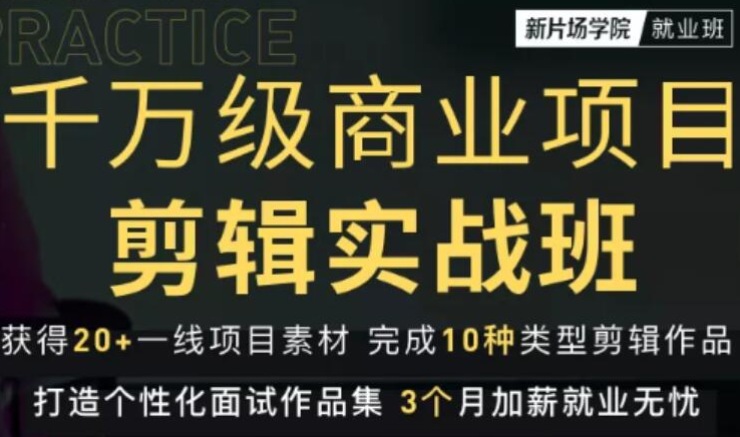 PRACTICE
新片场学院 就业班
千万级商业项目
剪辑实战班
获得20+一线项目素材 完成10种类型剪辑作品
打造个性化面试作品集 3个月加薪就业无忧